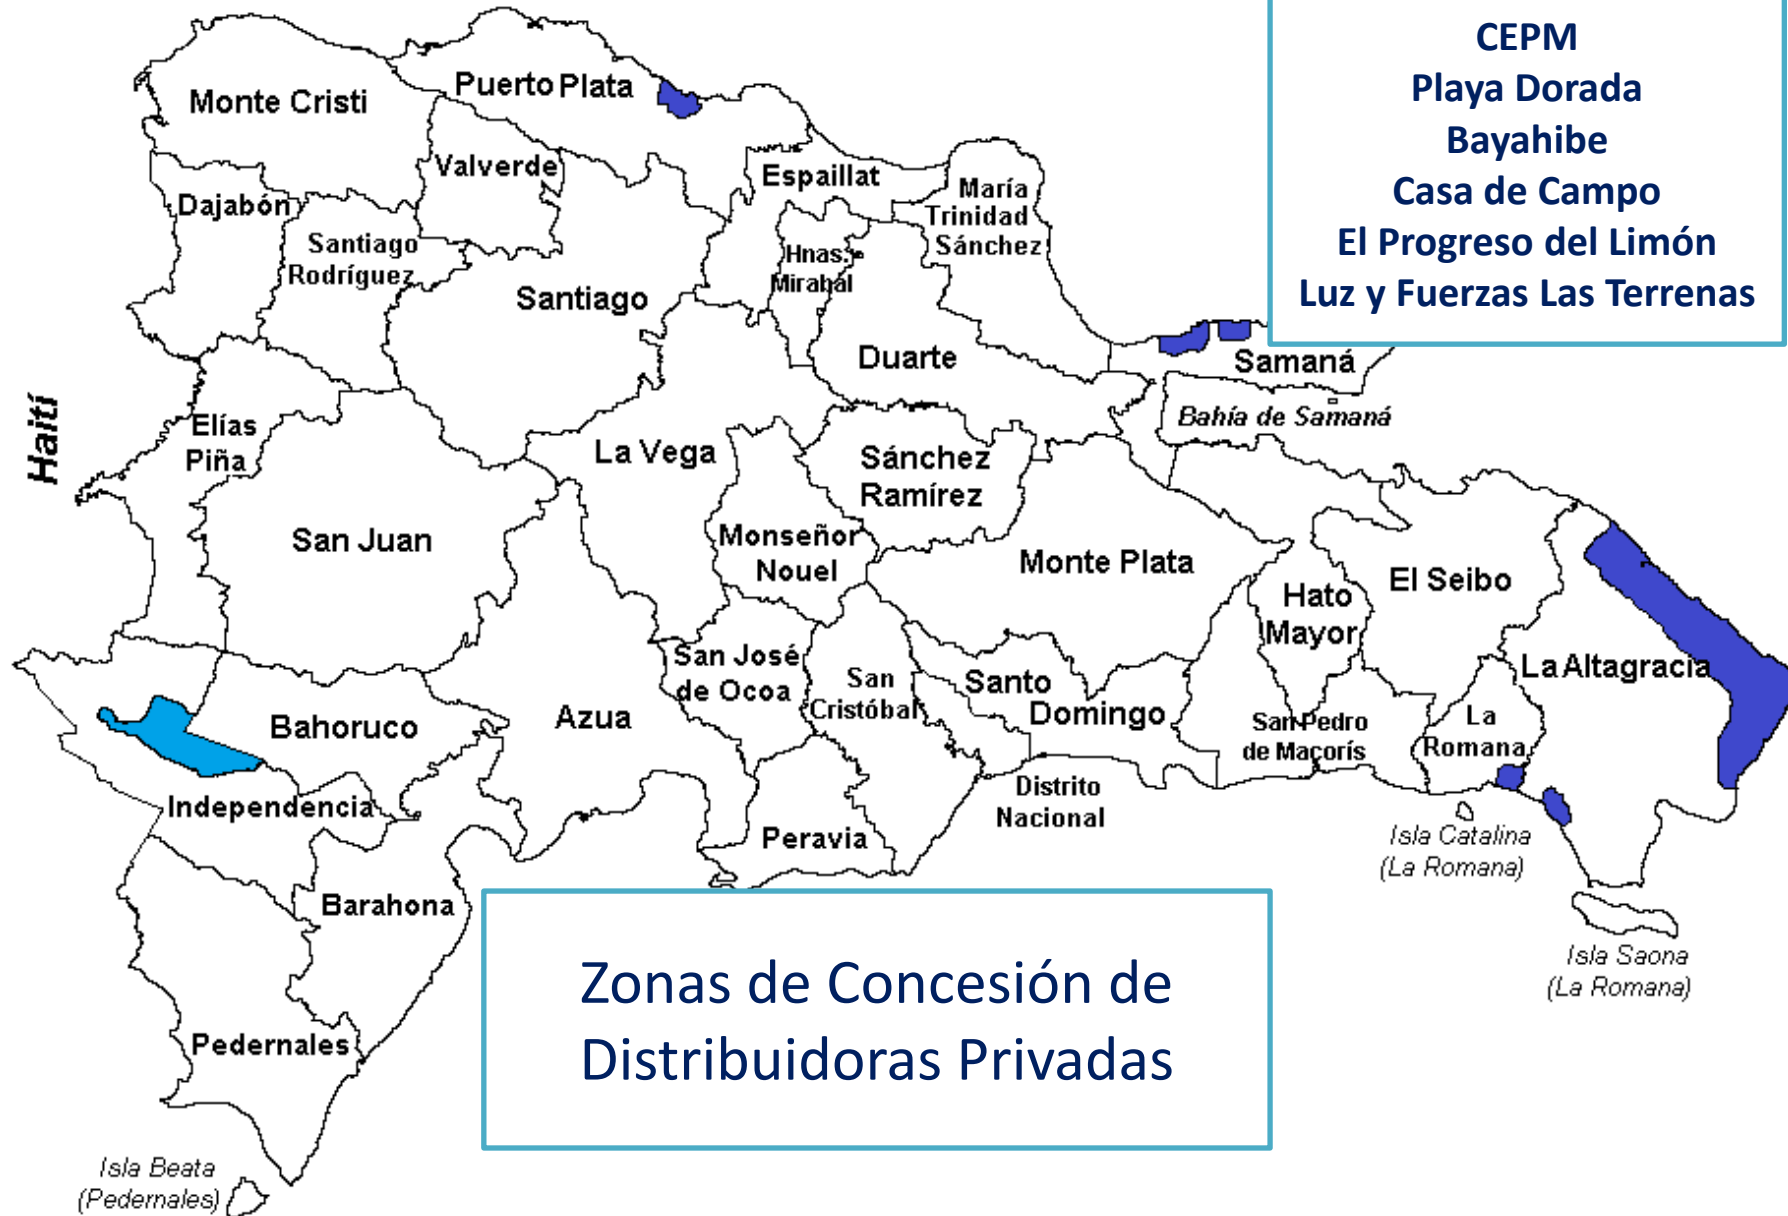 CEPM
Playa Dorada
Bayahibe
Casa de Campo
El Progreso del Limón
Luz y Fuerzas Las Terrenas
Monte Cristi
Puerto Plata
Valverde
Espaillat
María
Trinidad
Sánchez
Dajabón
Santiago
Rodríguez
Santiago
Hnas.
Mirabal
Duarte
Samaná
Bahía de Samaná
Haití
Elías
Piña
La Vega
Sánchez
Ramírez
San Juan
Monseñor
Nouel
Monte Plata
Hato
Mayor
El Seibo
La Altagracia
San José
de Ocoa
San
Cristóbal
Santo
Domingo
San Pedro
de Macorís
La
Romana
Bahoruco
Azua
Independencia
Peravia
Distrito
Nacional
Isla Catalina
(La Romana)
Barahona
Isla Saona
(La Romana)
Pedernales
Zonas de Concesión de
Distribuidoras Privadas
Isla Beata
(Pedernales)